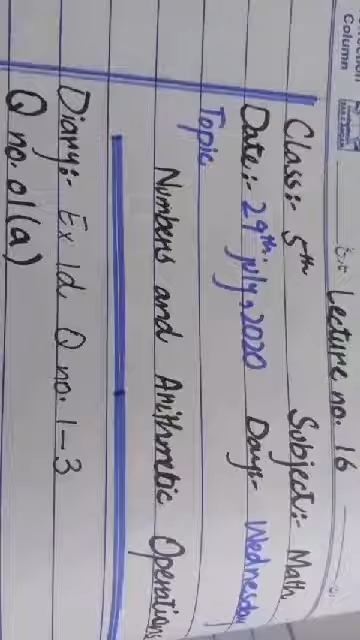 Column
Lecture no. 16
Class:- 5th Subject:- Math
Date:- 29th july, 2020 Day:- Wednesday
Topic
Numbers and Arithmetic Operations
Diary:- Ex 1d Q no. 1-3
Q no. 01(a)